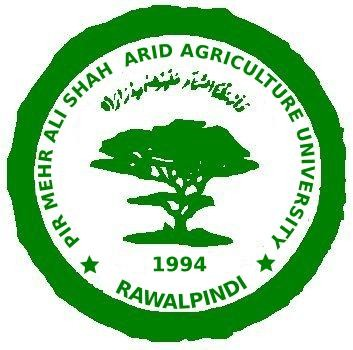 PIR MEHR ALI SHAH ARID AGRICULTURE UNIVERSITY
1994
RAWALPINDI